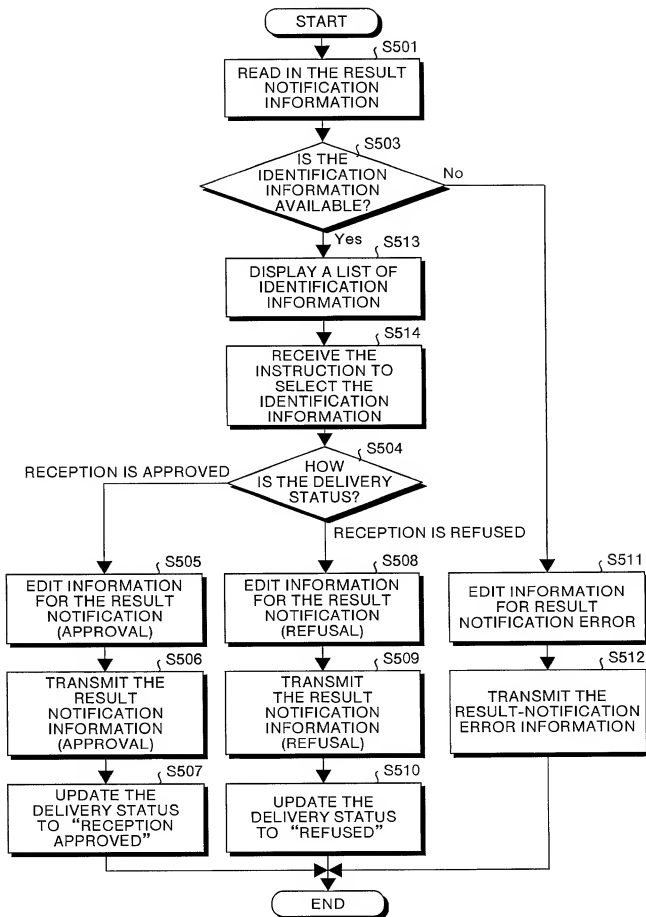 START
S501
READ IN THE RESULT
NOTIFICATION
INFORMATION
S503
IS THE
IDENTIFICATION
INFORMATION
AVAILABLE?
No
Yes
S513
DISPLAY A LIST OF
IDENTIFICATION
INFORMATION
S514
RECEIVE THE
INSTRUCTION TO
SELECT THE
IDENTIFICATION
INFORMATION
S504
HOW
IS THE DELIVERY
STATUS?
RECEPTION IS APPROVED
RECEPTION IS REFUSED
S505
EDIT INFORMATION
FOR THE RESULT
NOTIFICATION
(APPROVAL)
S506
TRANSMIT THE
RESULT
NOTIFICATION
INFORMATION
(APPROVAL)
S507
UPDATE THE
DELIVERY STATUS
TO “RECEPTION
APPROVED”
S508
EDIT INFORMATION
FOR THE RESULT
NOTIFICATION
(REFUSAL)
S509
TRANSMIT
THE RESULT
NOTIFICATION
INFORMATION
(REFUSAL)
S510
UPDATE THE
DELIVERY STATUS
TO “REFUSED”
S511
EDIT INFORMATION
FOR RESULT
NOTIFICATION ERROR
S512
TRANSMIT THE
RESULT-NOTIFICATION
ERROR INFORMATION
END